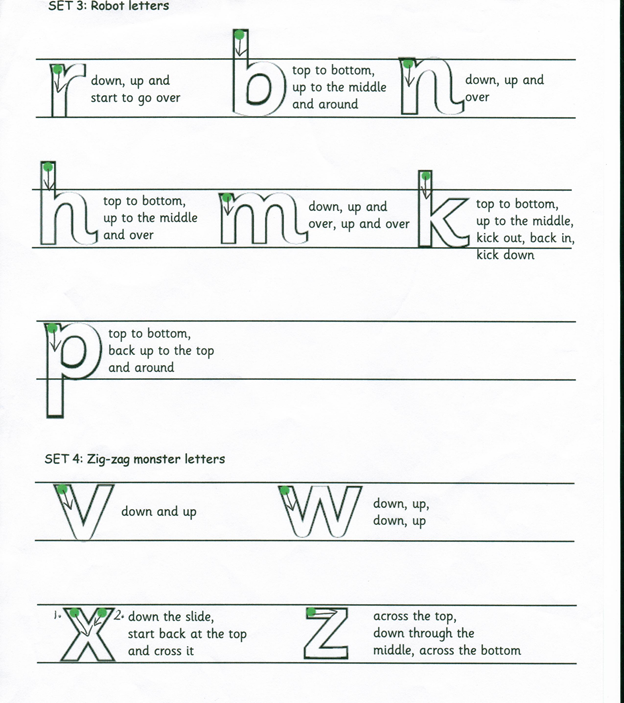 SET 3: Robot letters
r down, up and
start to go over
b top to bottom,
up to the middle
and around
n down, up and
over
h top to bottom,
up to the middle
and over
m down, up and
over, up and over
k top to bottom,
up to the middle,
kick out, back in,
kick down
p top to bottom,
back up to the top
and around
SET 4: Zig-zag monster letters
v down and up
w down, up,
down, up
1. x 2. down the slide,
start back at the top
and cross it
z across the top,
down through the
middle, across the bottom